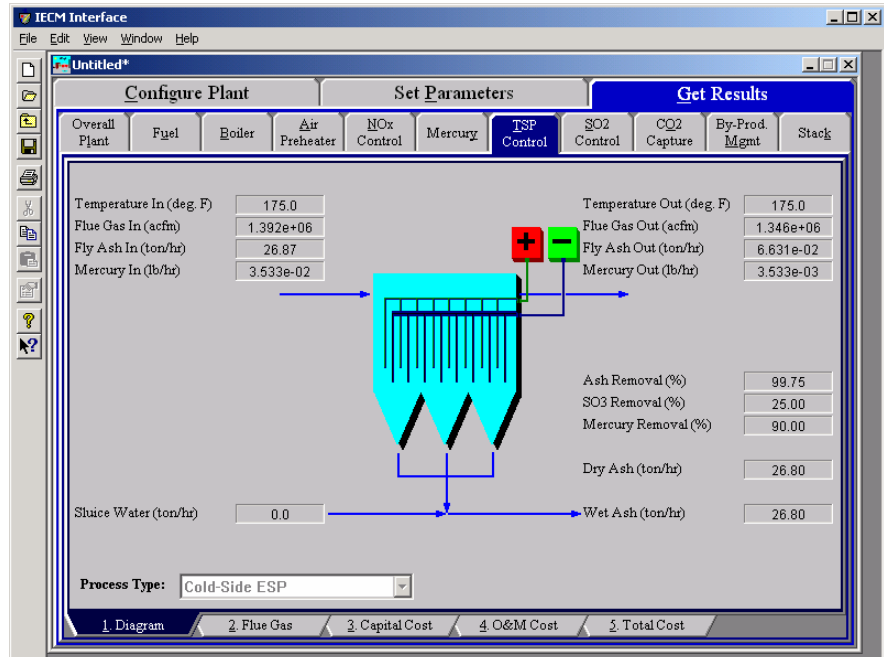 IECM Interface
File Edit View Window Help
Untitled*
Configure Plant Set Parameters Get Results
Overall Plant Fuel Boiler Air Preheater NOx Control Mercury TSP Control SO2 Control CO2 Capture By-Prod. Mgmt Stack
Temperature In (deg. F) 175.0 Temperature Out (deg. F) 175.0
Flue Gas In (acfm) 1.392e+06 Flue Gas Out (acfm) 1.346e+06
Fly Ash In (ton/hr) 26.87 + - Fly Ash Out (ton/hr) 6.631e-02
Mercury In (lb/hr) 3.533e-02 Mercury Out (lb/hr) 3.533e-03
Ash Removal (%) 99.75
SO3 Removal (%) 25.00
Mercury Removal (%) 90.00
Dry Ash (ton/hr) 26.80
Sluice Water (ton/hr) 0.0 Wet Ash (ton/hr) 26.80
Process Type: Cold-Side ESP
1. Diagram 2. Flue Gas 3. Capital Cost 4. O&M Cost 5. Total Cost